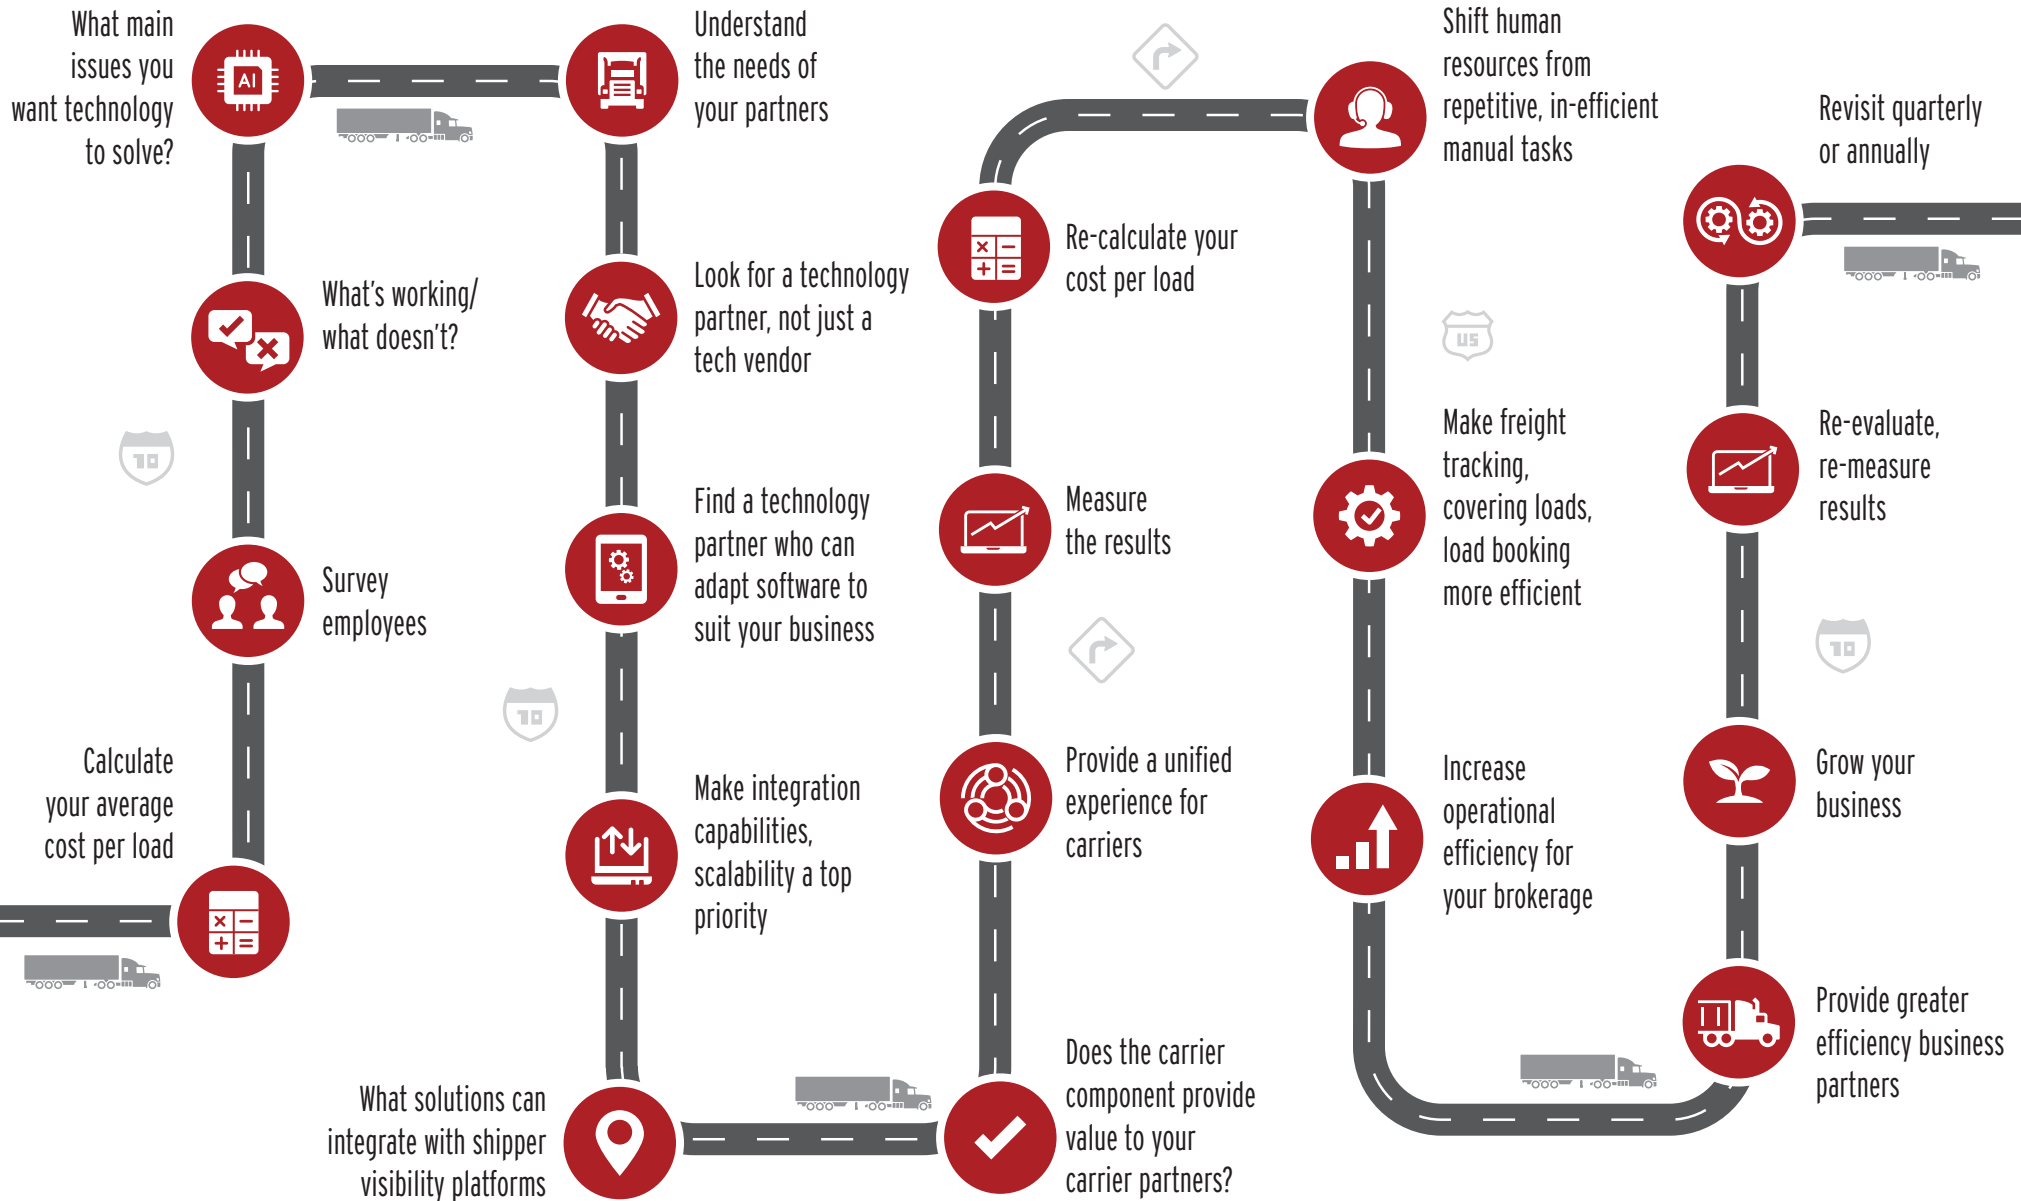 What main
issues you
want technology
to solve?
AI
What's working/
what doesn't?
10
Survey
employees
Calculate
your average
cost per load
Understand
the needs of
your partners
Look for a technology
partner, not just a
tech vendor
Find a technology
partner who can
adapt software to
suit your business
10
Make integration
capabilities,
scalability a top
priority
What solutions can
integrate with shipper
visibility platforms
Re-calculate your
cost per load
Measure
the results
Provide a unified
experience for
carriers
Does the carrier
component provide
value to your
carrier partners?
Shift human
resources from
repetitive, in-efficient
manual tasks
US
Make freight
tracking,
covering loads,
load booking
more efficient
Increase
operational
efficiency for
your brokerage
Revisit quarterly
or annually
Re-evaluate,
re-measure
results
10
Grow your
business
Provide greater
efficiency business
partners